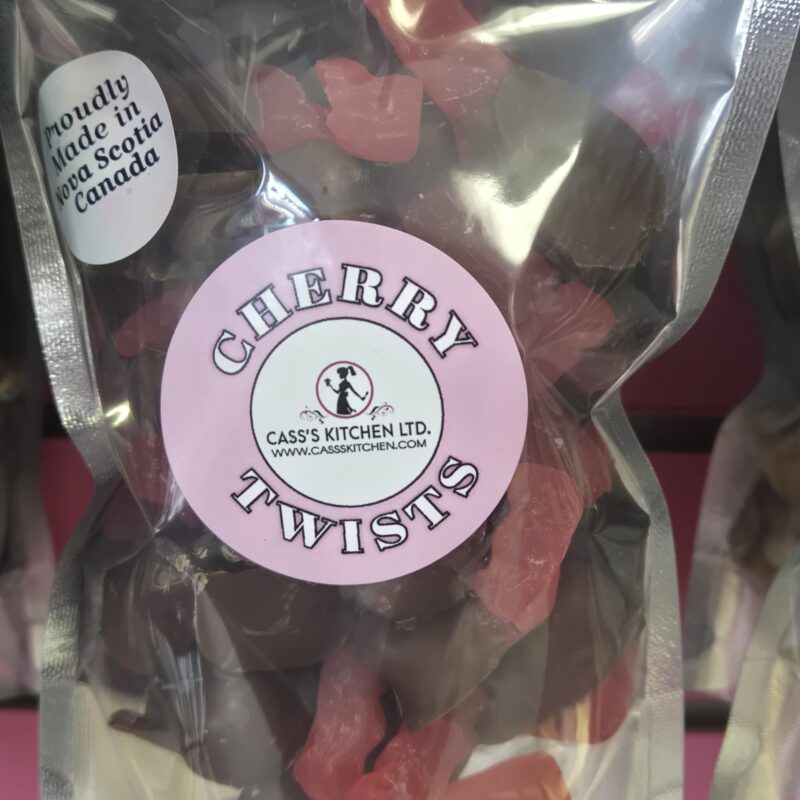 Proudly
Made in
Nova Scotia
Canada
CHERRY
CASS'S KITCHEN LTD.
WWW.CASSSKITCHEN.COM
TWISTS